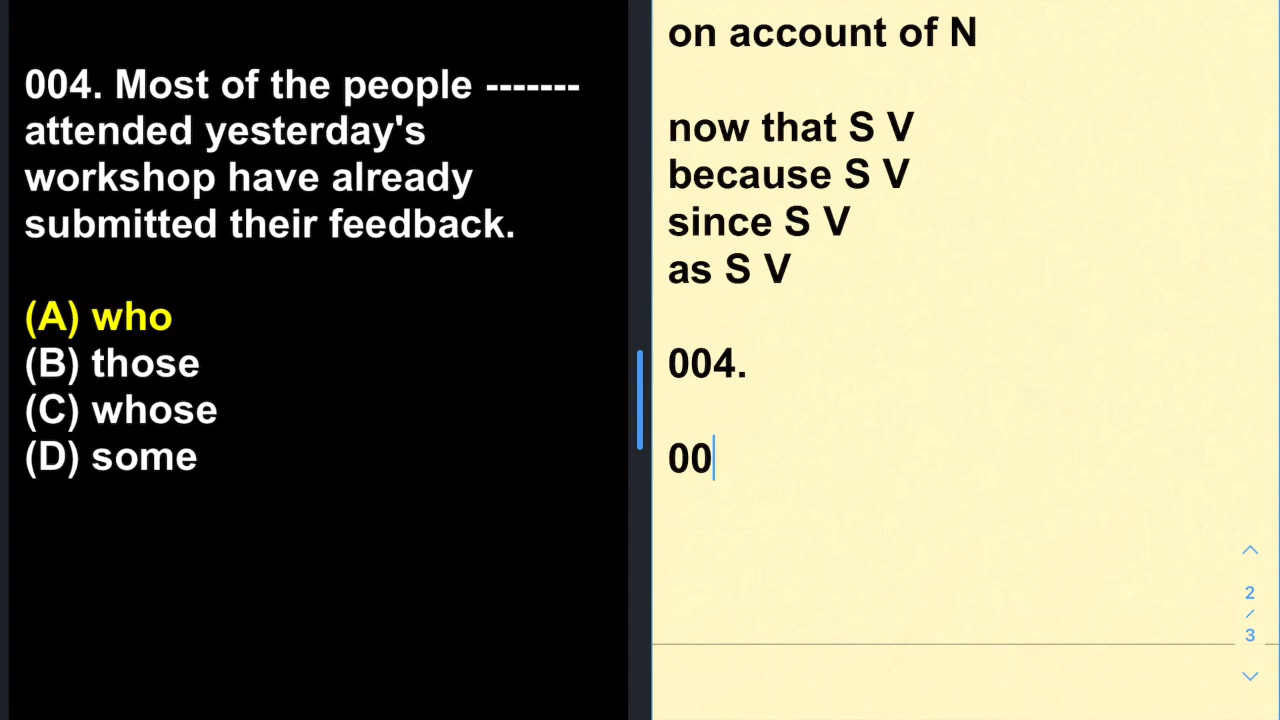 004. Most of the people -------
attended yesterday's
workshop have already
submitted their feedback.
(A) who
(B) those
(C) whose
(D) some
on account of N
now that S V
because S V
since S V
as S V
004.
00
2
/
3